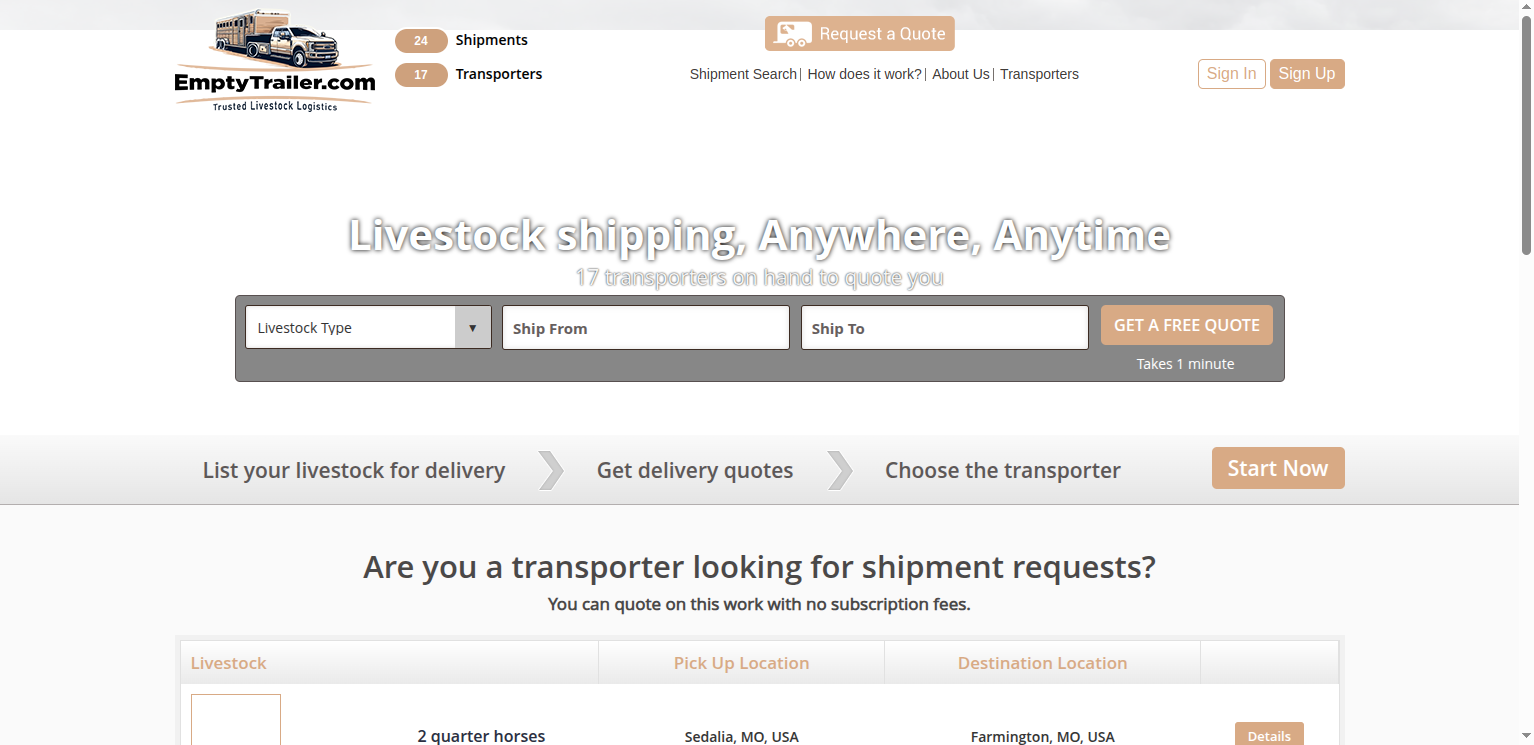 EmptyTrailer.com
Trusted Livestock Logistics
24 Shipments
17 Transporters
Request a Quote
Shipment Search| How does it work?| About Us| Transporters
Sign In Sign Up
Livestock shipping, Anywhere, Anytime
17 transporters on hand to quote you
Livestock Type ▼ Ship From Ship To GET A FREE QUOTE
Takes 1 minute
List your livestock for delivery Get delivery quotes Choose the transporter Start Now
Are you a transporter looking for shipment requests?
You can quote on this work with no subscription fees.
Livestock Pick Up Location Destination Location
2 quarter horses Sedalia, MO, USA Farmington, MO, USA Details